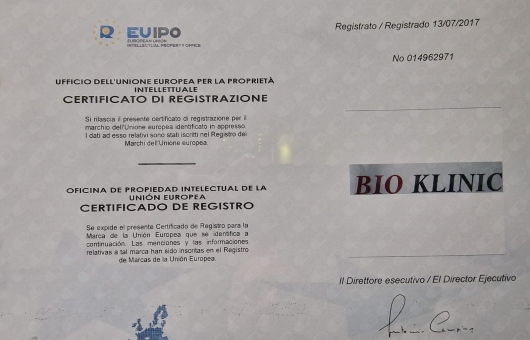 EUIPO
EUROPEAN UNION
INTELLECTUAL PROPERTY OFFICE
UFFICIO DELL'UNIONE EUROPEA PER LA PROPRIETÀ
INTELLETTUALE
CERTIFICATO DI REGISTRAZIONE
Si rilascia il presente certificato di registrazione per il
marchio dell'Unione europea identificato in appresso.
I dati ad esso relativi sono stati iscritti nel Registro dei
Marchi dell'Unione europea.
OFICINA DE PROPIEDAD INTELECTUAL DE LA
UNIÓN EUROPEA
CERTIFICADO DE REGISTRO
Se expide el presente Certificado de Registro para la
Marca de la Unión Europea que se identifica a
continuación. Las menciones y las informaciones
relativas a tal marca han sido inscritas en el Registro
de Marcas de la Unión Europea.
Registrato / Registrado 13/07/2017
No 014962971
BIO KLINIC
Il Direttore esecutivo / El Director Ejecutivo